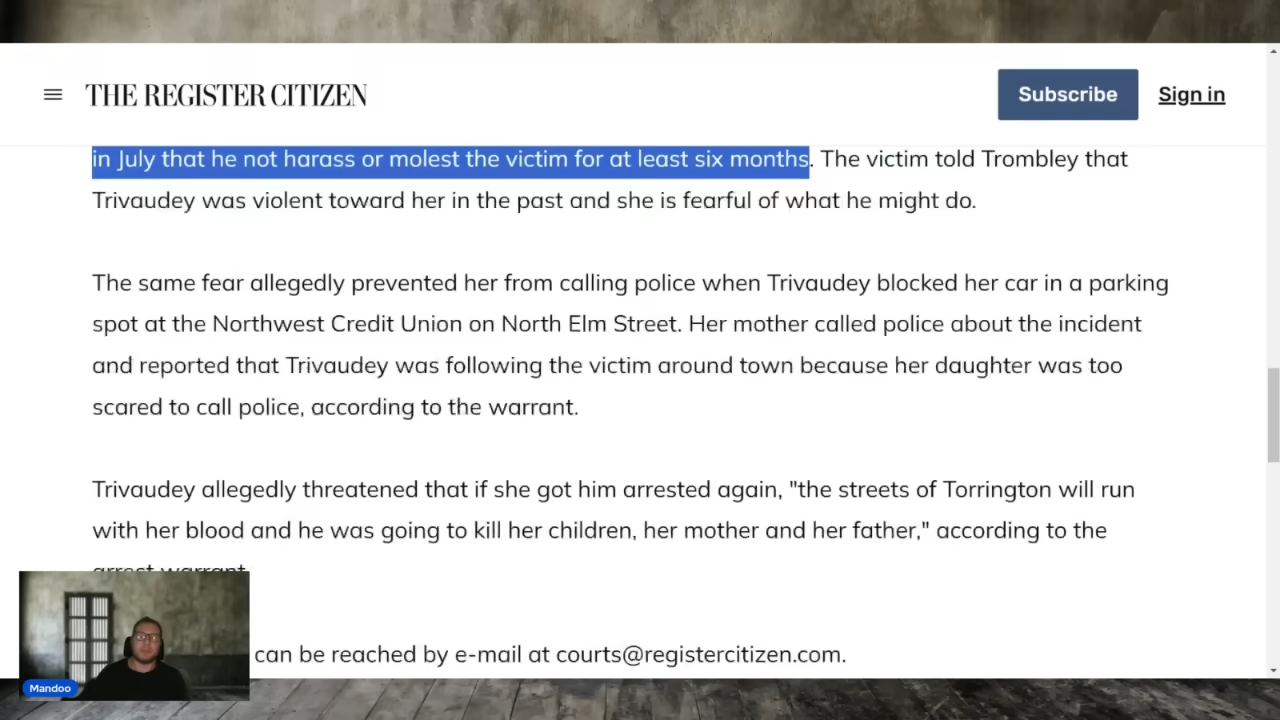 THE REGISTER CITIZEN
Subscribe
Sign in
in July that he not harass or molest the victim for at least six months. The victim told Trombley that
Trivaudey was violent toward her in the past and she is fearful of what he might do.
The same fear allegedly prevented her from calling police when Trivaudey blocked her car in a parking
spot at the Northwest Credit Union on North Elm Street. Her mother called police about the incident
and reported that Trivaudey was following the victim around town because her daughter was too
scared to call police, according to the warrant.
Trivaudey allegedly threatened that if she got him arrested again, "the streets of Torrington will run
with her blood and he was going to kill her children, her mother and her father," according to the
arrest warrant.
can be reached by e-mail at courts@registercitizen.com.
Mandoo